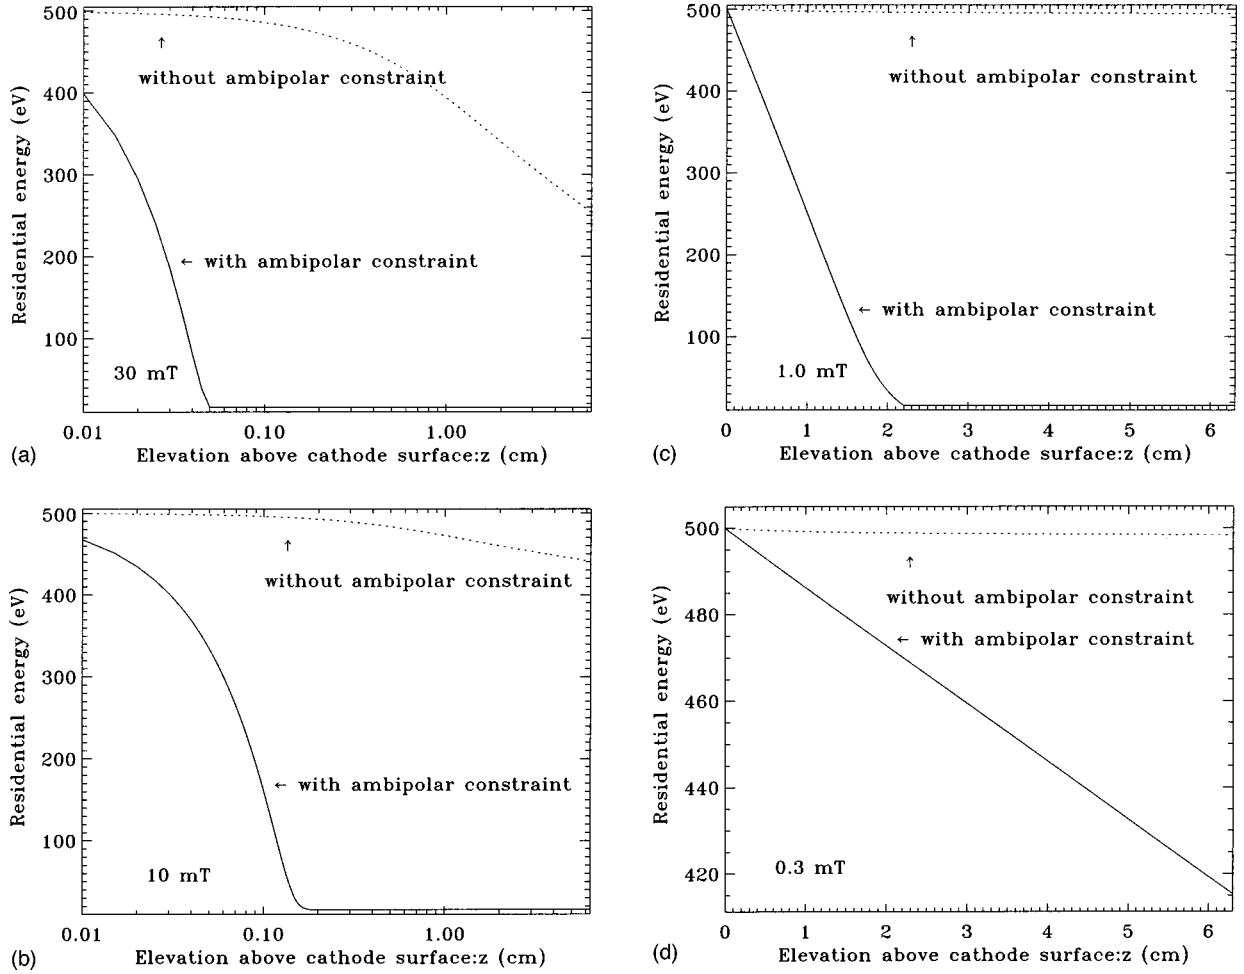 500
400
300
200
100
Residential energy (eV)
↑
without ambipolar constraint
← with ambipolar constraint
30 mT
0.01 0.10 1.00
(a) Elevation above cathode surface:z (cm)
500
400
300
200
100
Residential energy (eV)
↑
without ambipolar constraint
← with ambipolar constraint
1.0 mT
0 1 2 3 4 5 6
(c) Elevation above cathode surface:z (cm)
500
400
300
200
100
Residential energy (eV)
↑
without ambipolar constraint
← with ambipolar constraint
10 mT
0.01 0.10 1.00
(b) Elevation above cathode surface:z (cm)
500
480
460
440
420
Residential energy (eV)
↑
without ambipolar constraint
← with ambipolar constraint
0.3 mT
0 1 2 3 4 5 6
(d) Elevation above cathode surface:z (cm)